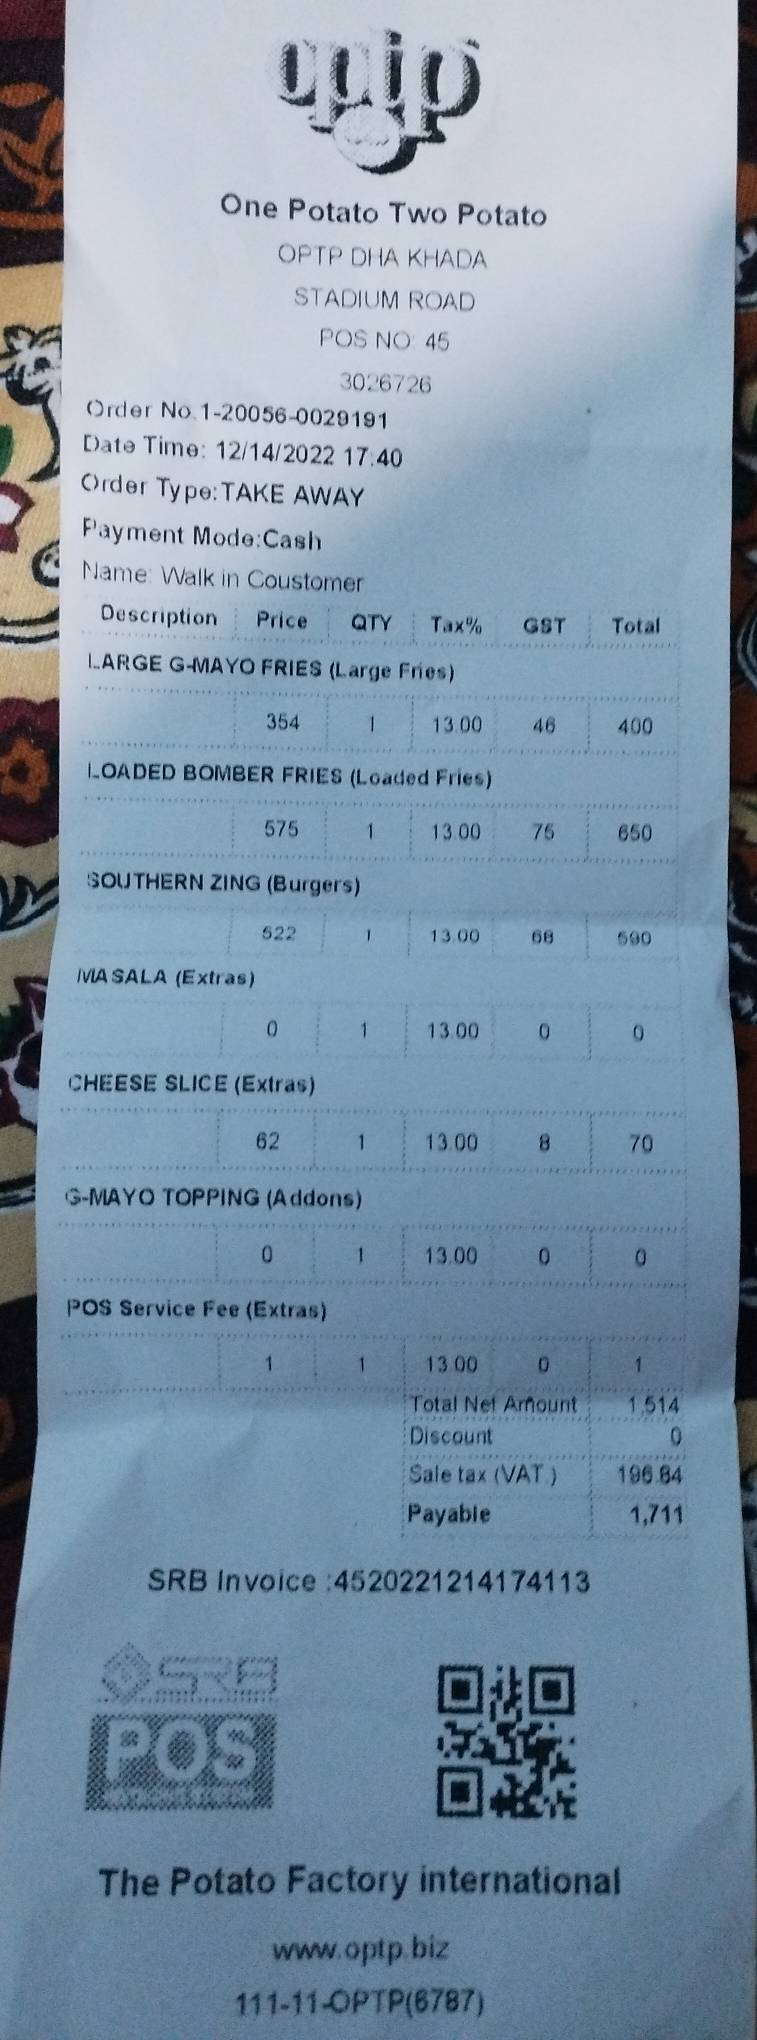 optp
One Potato Two Potato
OPTP DHA KHADA
STADIUM ROAD
POS NO: 45
3026726
Order No.1-20056-0029191
Date Time: 12/14/2022 17:40
Order Type:TAKE AWAY
Payment Mode:Cash
Name: Walk in Coustomer
Description Price QTY Tax% GST Total
LARGE G-MAYO FRIES (Large Fries)
354 1 13.00 46 400
LOADED BOMBER FRIES (Loaded Fries)
575 1 13.00 75 650
SOUTHERN ZING (Burgers)
522 1 13.00 68 590
MASALA (Extras)
0 1 13.00 0 0
CHEESE SLICE (Extras)
62 1 13.00 8 70
G-MAYO TOPPING (Addons)
0 1 13.00 0 0
POS Service Fee (Extras)
1 1 13.00 0 1
Total Net Amount 1,514
Discount 0
Sale tax (VAT.) 196.84
Payable 1,711
SRB Invoice :4520221214174113
SRB
POS
The Potato Factory international
www.optp.biz
111-11-OPTP(6787)